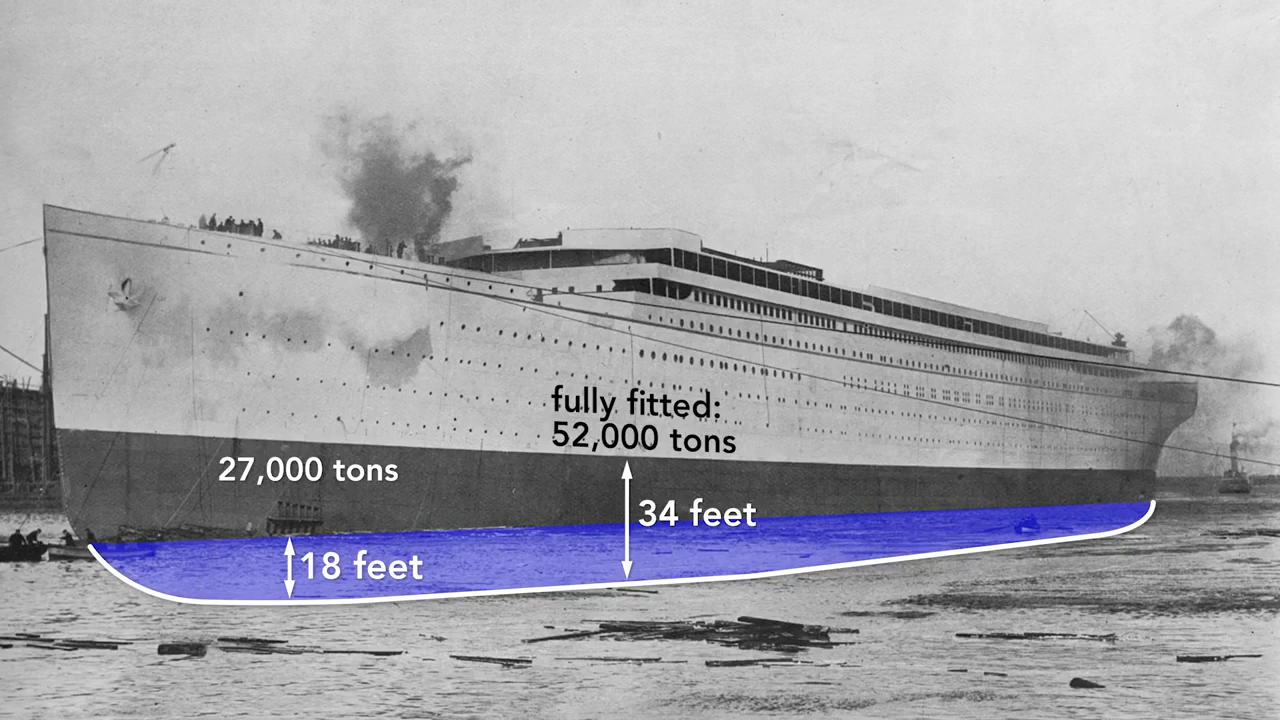 fully fitted:
52,000 tons
27,000 tons
34 feet
18 feet